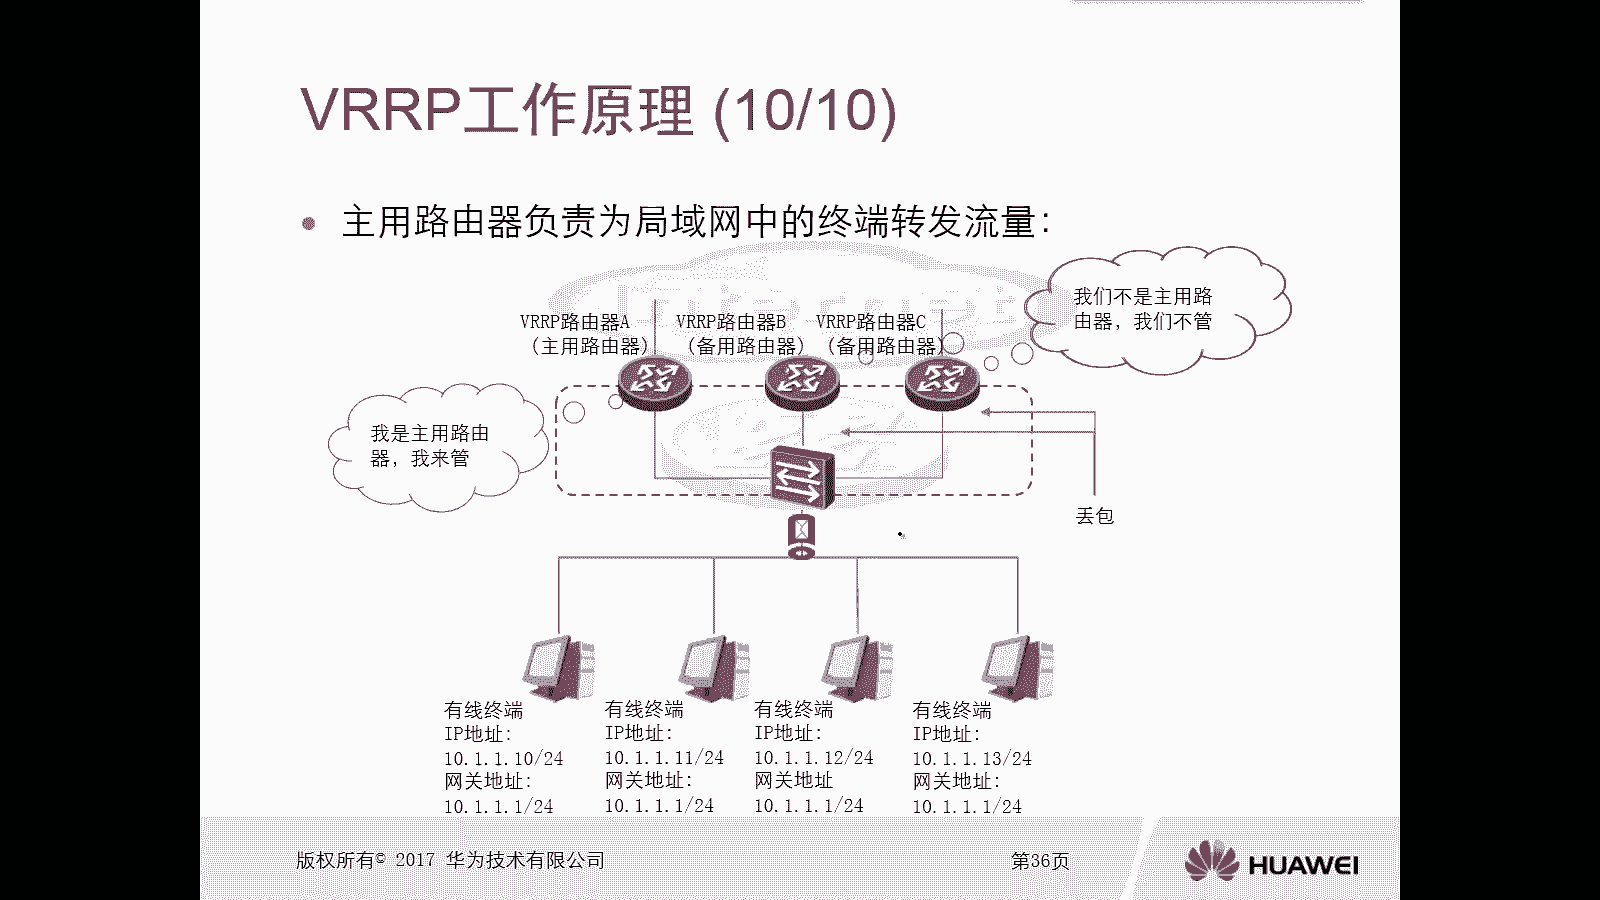 VRRP工作原理 (10/10)
主用路由器负责为局域网中的终端转发流量：
Internet
VRRP路由器A
（主用路由器）
VRRP路由器B
（备用路由器）
VRRP路由器C
（备用路由器）
我们不是主用路
由器，我们不管
我是主用路由
器，我来管
丢包
有线终端
IP地址：
10.1.1.10/24
网关地址：
10.1.1.1/24
有线终端
IP地址：
10.1.1.11/24
网关地址：
10.1.1.1/24
有线终端
IP地址：
10.1.1.12/24
网关地址
10.1.1.1/24
有线终端
IP地址：
10.1.1.13/24
网关地址：
10.1.1.1/24
版权所有© 2017 华为技术有限公司
第36页
HUAWEI